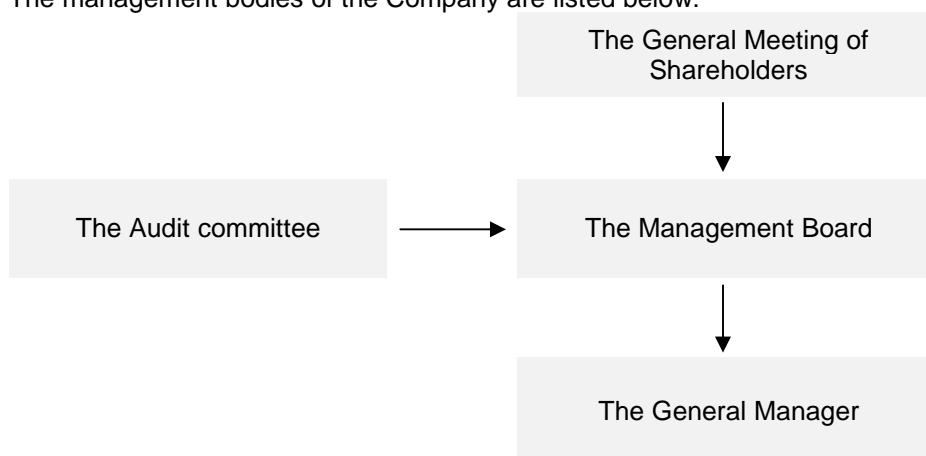 The management bodies of the Company are listed below.
The General Meeting of
Shareholders
The Audit committee
The Management Board
The General Manager